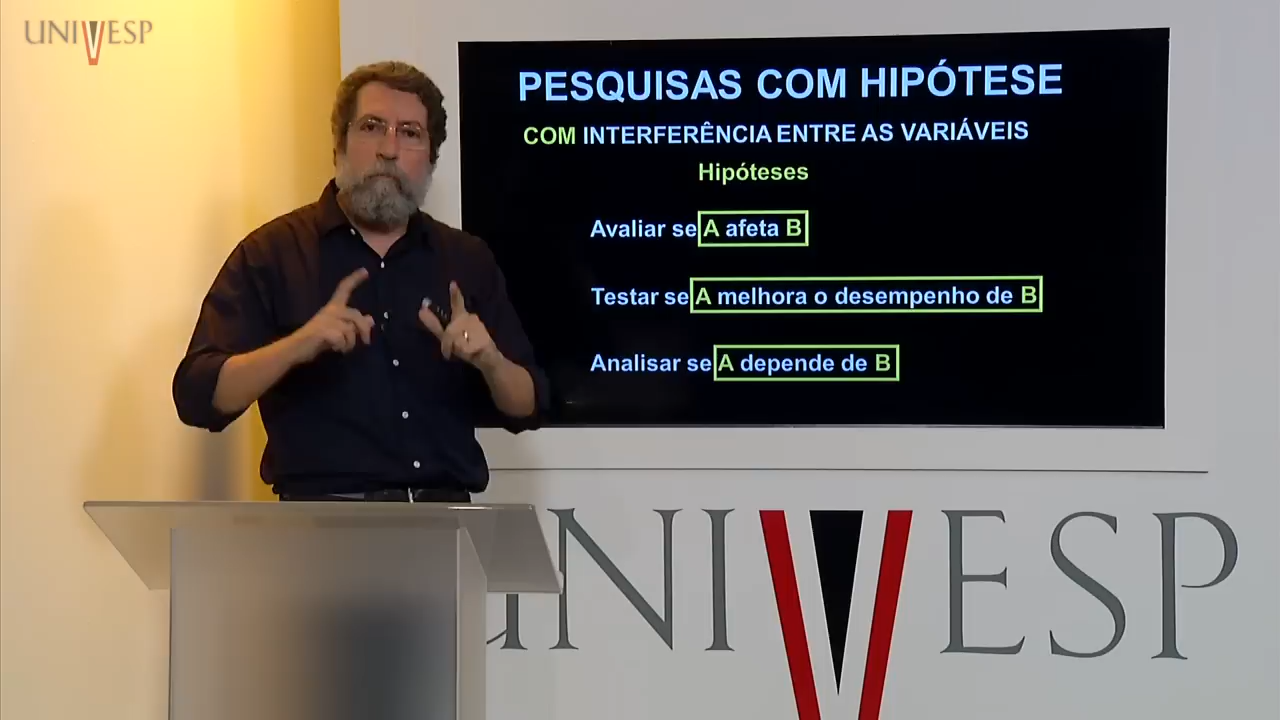 UNIVESP
PESQUISAS COM HIPÓTESE
COM INTERFERÊNCIA ENTRE AS VARIÁVEIS
Hipóteses
Avaliar se A afeta B
Testar se A melhora o desempenho de B
Analisar se A depende de B
UNIVESP